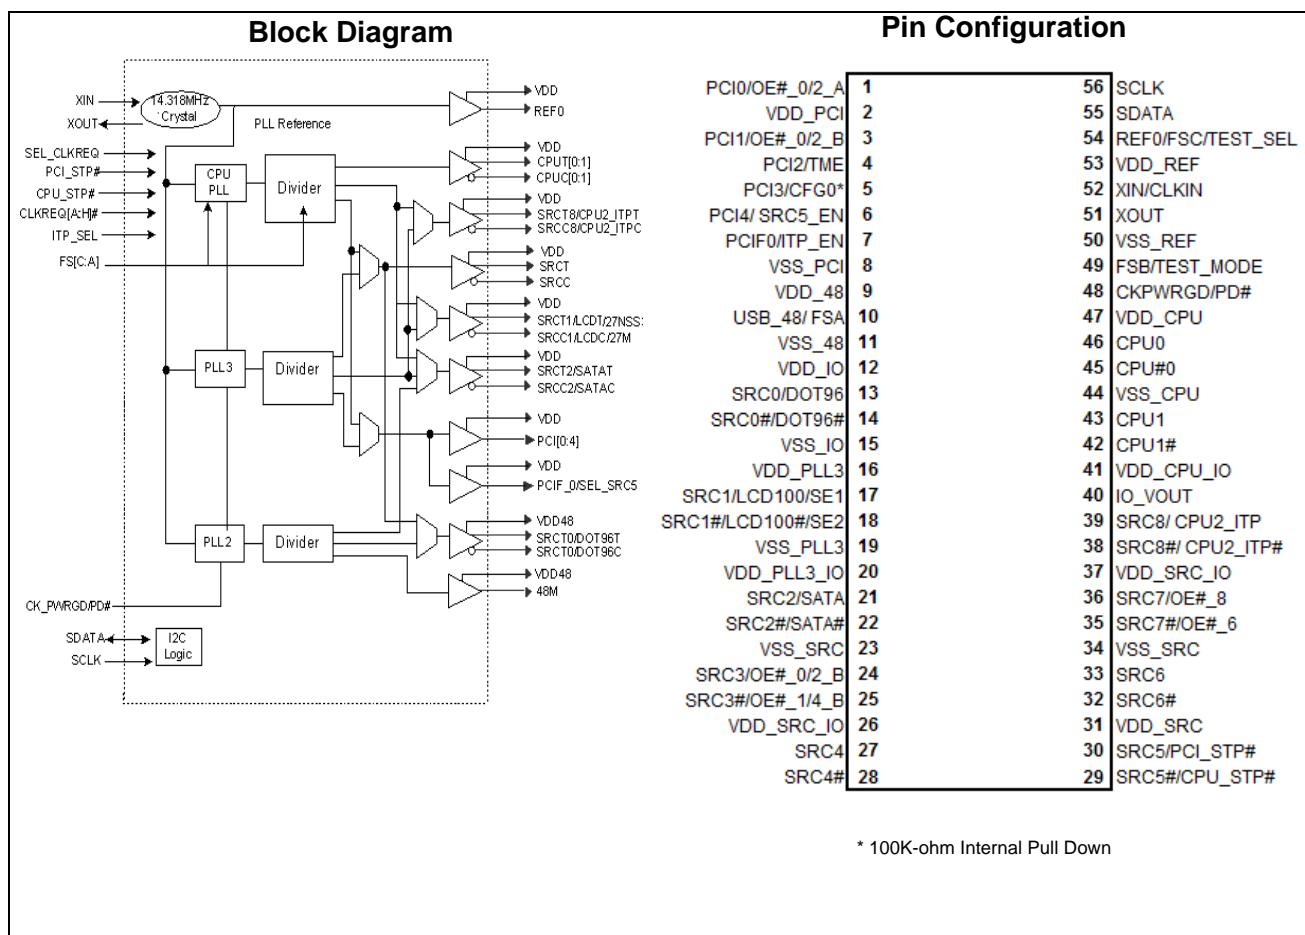 Block Diagram
XIN
XOUT
14.318MHz
Crystal
PLL Reference
SEL_CLKREQ
PCI_STP#
CPU_STP#
CLKREQ[A:H]#
ITP_SEL
FS[C:A]
CPU
PLL
Divider
PLL3
Divider
PLL2
Divider
CK_PWRGD/PD#
SDATA
SCLK
I2C
Logic
VDD
REF0
VDD
CPUT[0:1]
CPUC[0:1]
VDD
SRCT8/CPU2_ITPT
SRCC8/CPU2_ITPC
VDD
SRCT
SRCC
VDD
SRCT1/LCDT/27NSS
SRCC1/LCDC/27M
VDD
SRCT2/SATAT
SRCC2/SATAC
VDD
PCI[0:4]
VDD
PCIF_0/SEL_SRC5
VDD48
SRCT0/DOT96T
SRCT0/DOT96C
VDD48
48M
Pin Configuration
PCI0/OE#_0/2_A 1
VDD_PCI 2
PCI1/OE#_0/2_B 3
PCI2/TME 4
PCI3/CFG0* 5
PCI4/ SRC5_EN 6
PCIF0/ITP_EN 7
VSS_PCI 8
VDD_48 9
USB_48/ FSA 10
VSS_48 11
VDD_IO 12
SRC0/DOT96 13
SRC0#/DOT96# 14
VSS_IO 15
VDD_PLL3 16
SRC1/LCD100/SE1 17
SRC1#/LCD100#/SE2 18
VSS_PLL3 19
VDD_PLL3_IO 20
SRC2/SATA 21
SRC2#/SATA# 22
VSS_SRC 23
SRC3/OE#_0/2_B 24
SRC3#/OE#_1/4_B 25
VDD_SRC_IO 26
SRC4 27
SRC4# 28
56 SCLK
55 SDATA
54 REF0/FSC/TEST_SEL
53 VDD_REF
52 XIN/CLKIN
51 XOUT
50 VSS_REF
49 FSB/TEST_MODE
48 CKPWRGD/PD#
47 VDD_CPU
46 CPU0
45 CPU#0
44 VSS_CPU
43 CPU1
42 CPU1#
41 VDD_CPU_IO
40 IO_VOUT
39 SRC8/ CPU2_ITP
38 SRC8#/ CPU2_ITP#
37 VDD_SRC_IO
36 SRC7/OE#_8
35 SRC7#/OE#_6
34 VSS_SRC
33 SRC6
32 SRC6#
31 VDD_SRC
30 SRC5/PCI_STP#
29 SRC5#/CPU_STP#
* 100K-ohm Internal Pull Down